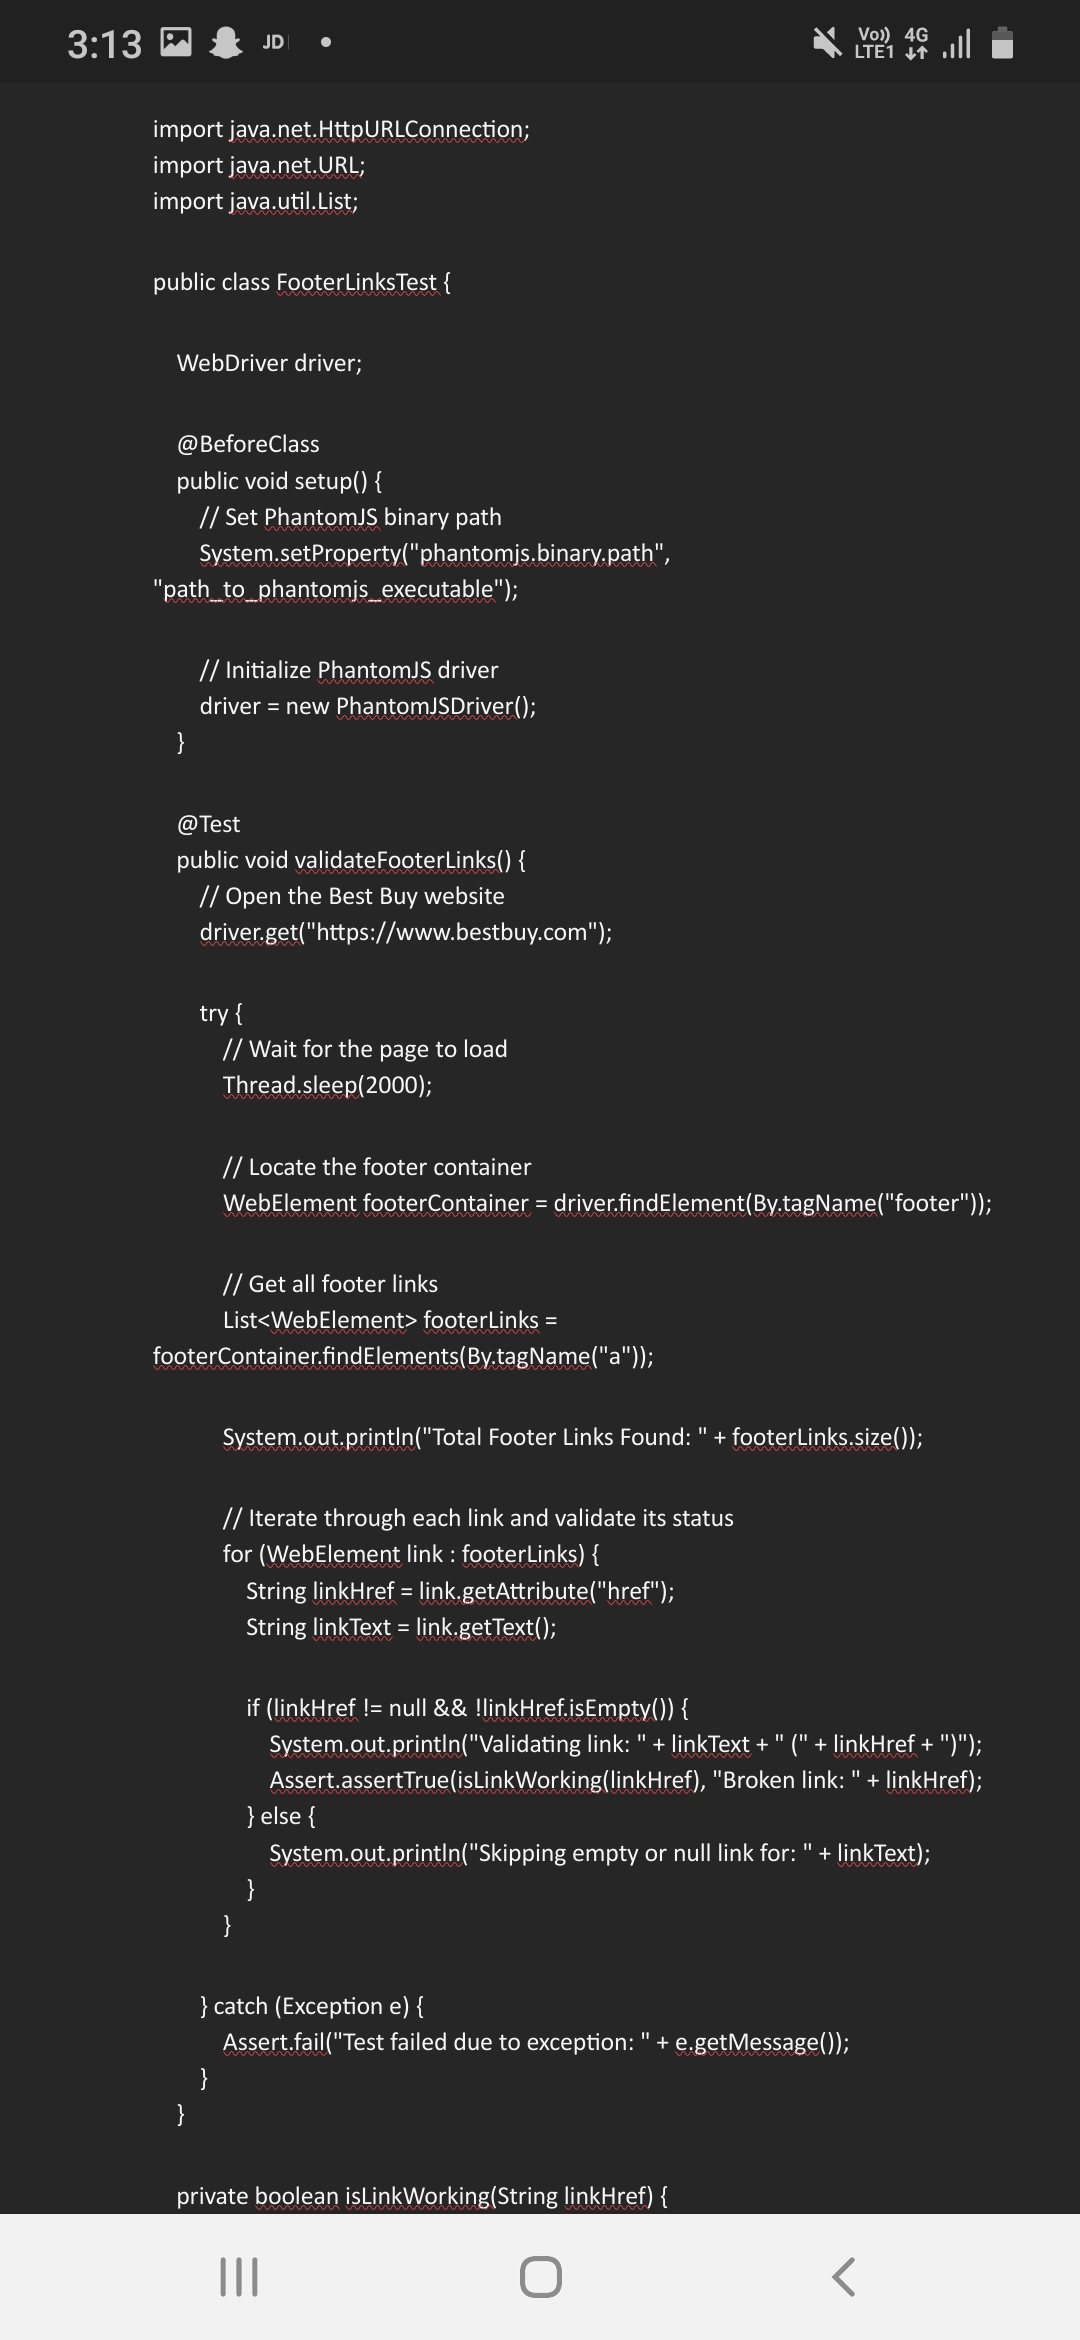 3:13 JD
Vo)) 4G
LTE1
import java.net.HttpURLConnection;
import java.net.URL;
import java.util.List;
public class FooterLinksTest {
WebDriver driver;
@BeforeClass
public void setup() {
// Set PhantomJS binary path
System.setProperty("phantomjs.binary.path",
"path_to_phantomjs_executable");
// Initialize PhantomJS driver
driver = new PhantomJSDriver();
}
@Test
public void validateFooterLinks() {
// Open the Best Buy website
driver.get("https://www.bestbuy.com");
try {
// Wait for the page to load
Thread.sleep(2000);
// Locate the footer container
WebElement footerContainer = driver.findElement(By.tagName("footer"));
// Get all footer links
List<WebElement> footerLinks =
footerContainer.findElements(By.tagName("a"));
System.out.println("Total Footer Links Found: " + footerLinks.size());
// Iterate through each link and validate its status
for (WebElement link : footerLinks) {
String linkHref = link.getAttribute("href");
String linkText = link.getText();
if (linkHref != null && !linkHref.isEmpty()) {
System.out.println("Validating link: " + linkText + " (" + linkHref + ")");
Assert.assertTrue(isLinkWorking(linkHref), "Broken link: " + linkHref);
} else {
System.out.println("Skipping empty or null link for: " + linkText);
}
}
} catch (Exception e) {
Assert.fail("Test failed due to exception: " + e.getMessage());
}
}
private boolean isLinkWorking(String linkHref) {